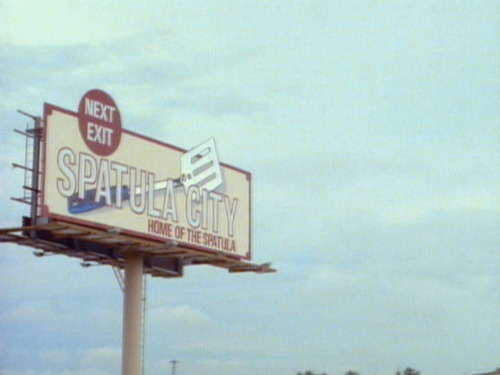 NEXT
EXIT
SPATULA CITY
HOME OF THE SPATULA